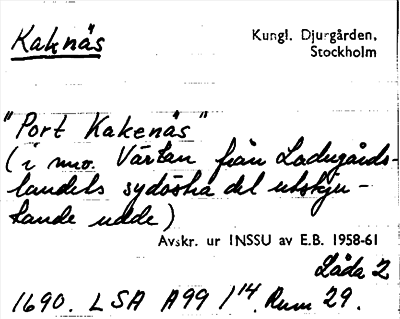 Kaknäs
Kungl. Djurgården,
Stockholm
"Port Kakenäs"
(i mo. Värtan från Ladugårds-
landets sydöstra del utskju-
tande udde)
Avskr. ur INSSU av E.B. 1958-61
Låda 2
1690. LSA A99 1 14. Rum 29.